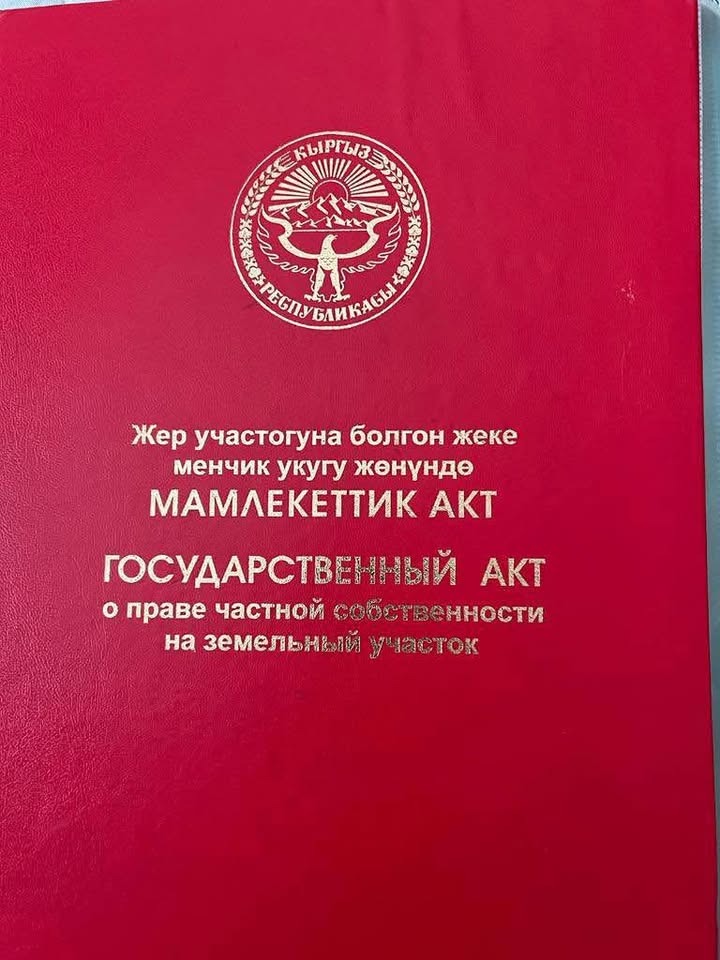 КЫРГЫЗ
РЕСПУБЛИКАСЫ
Жер участогуна болгон жеке
менчик укугу жөнүндө
МАМЛЕКЕТТИК АКТ
ГОСУДАРСТВЕННЫЙ АКТ
о праве частной собственности
на земельный участок